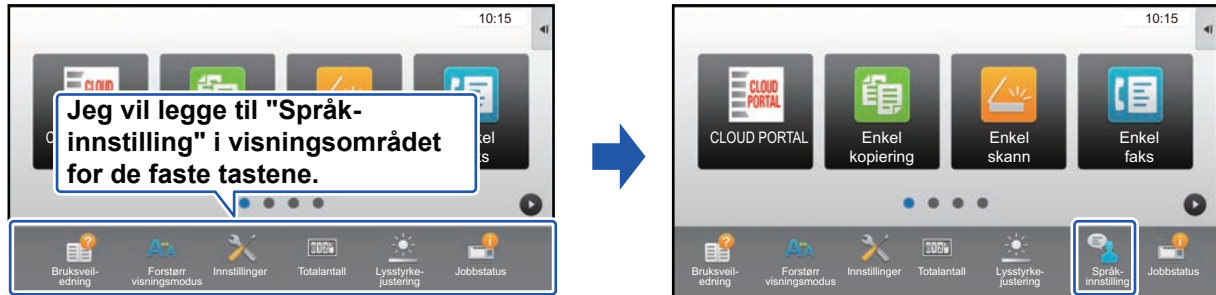 10:15
CLOUD
Jeg vil legge til "Språk-
innstilling" i visningsområdet
for de faste tastene.
Bruksveil-
edning
Forstørr
visningsmodus
Innstillinger
Totalantall
Lysstyrke-
justering
Jobbstatus
10:15
CLOUD
PORTAL
CLOUD PORTAL
Enkel
kopiering
Enkel
skann
Enkel
faks
Bruksveil-
edning
Forstørr
visningsmodus
Innstillinger
Totalantall
Lysstyrke-
justering
Språk-
innstilling
Jobbstatus